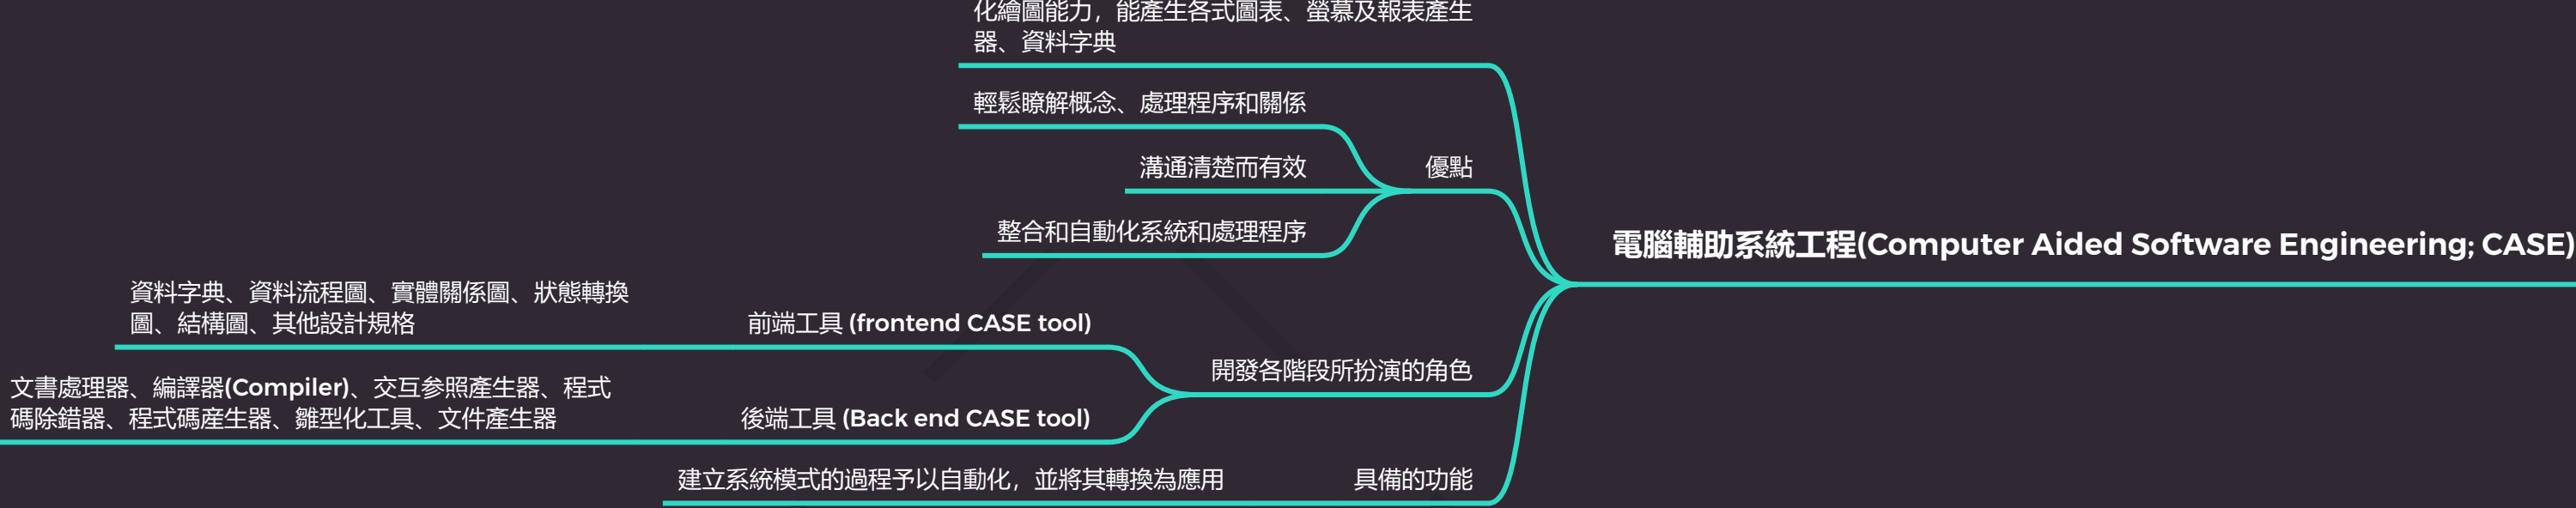 化繪圖能力，能產生各式圖表、螢慕及報表產生
器、資料字典
輕鬆瞭解概念、處理程序和關係
溝通清楚而有效
優點
整合和自動化系統和處理程序
電腦輔助系統工程(Computer Aided Software Engineering; CASE)
資料字典、資料流程圖、實體關係圖、狀態轉換
圖、結構圖、其他設計規格
前端工具 (frontend CASE tool)
開發各階段所扮演的角色
文書處理器、編譯器(Compiler)、交互参照產生器、程式
碼除錯器、程式碼產生器、雛型化工具、文件產生器
後端工具 (Back end CASE tool)
建立系統模式的過程予以自動化，並將其轉換為應用
具備的功能